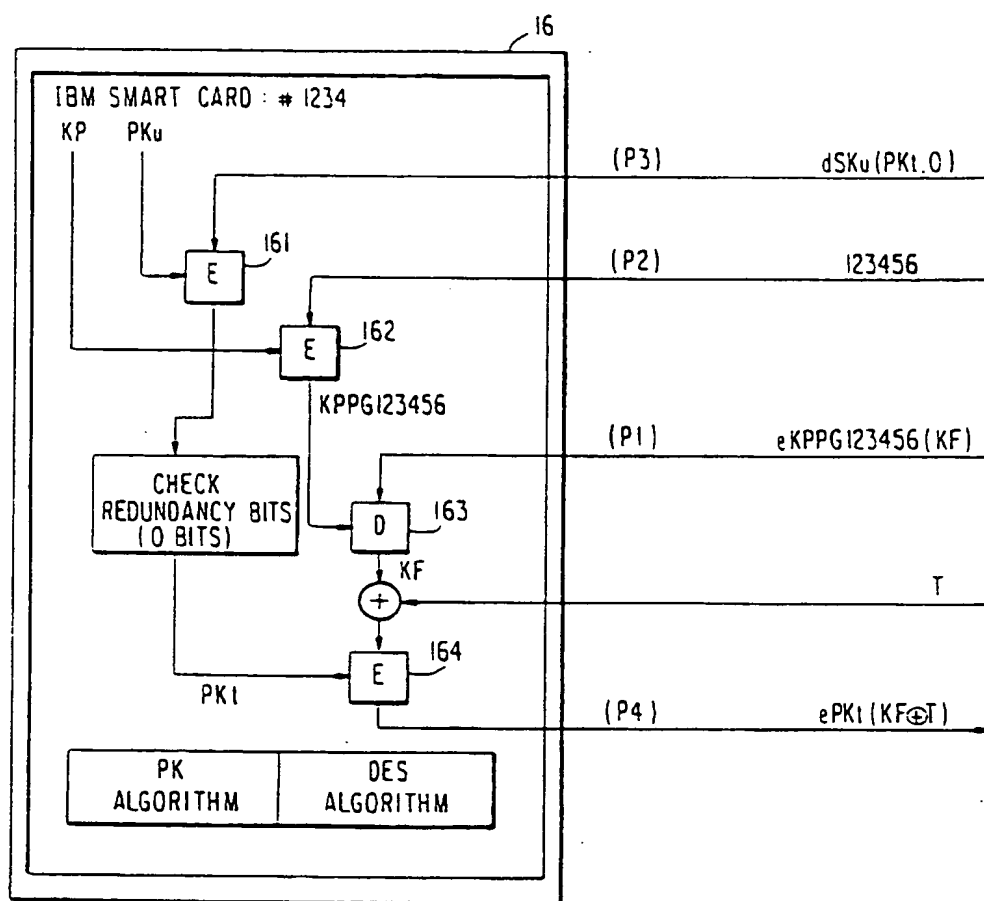 16
IBM SMART CARD : # 1234
KP PKu
(P3) dSKu(PKt.0)
161
E
(P2) 123456
162
E
KPPG123456
(P1) eKPPG123456(KF)
CHECK
REDUNDANCY BITS
(0 BITS)
D
163
KF
+
T
164
E
PKt
(P4) ePKt(KF⊕T)
PK
ALGORITHM
DES
ALGORITHM